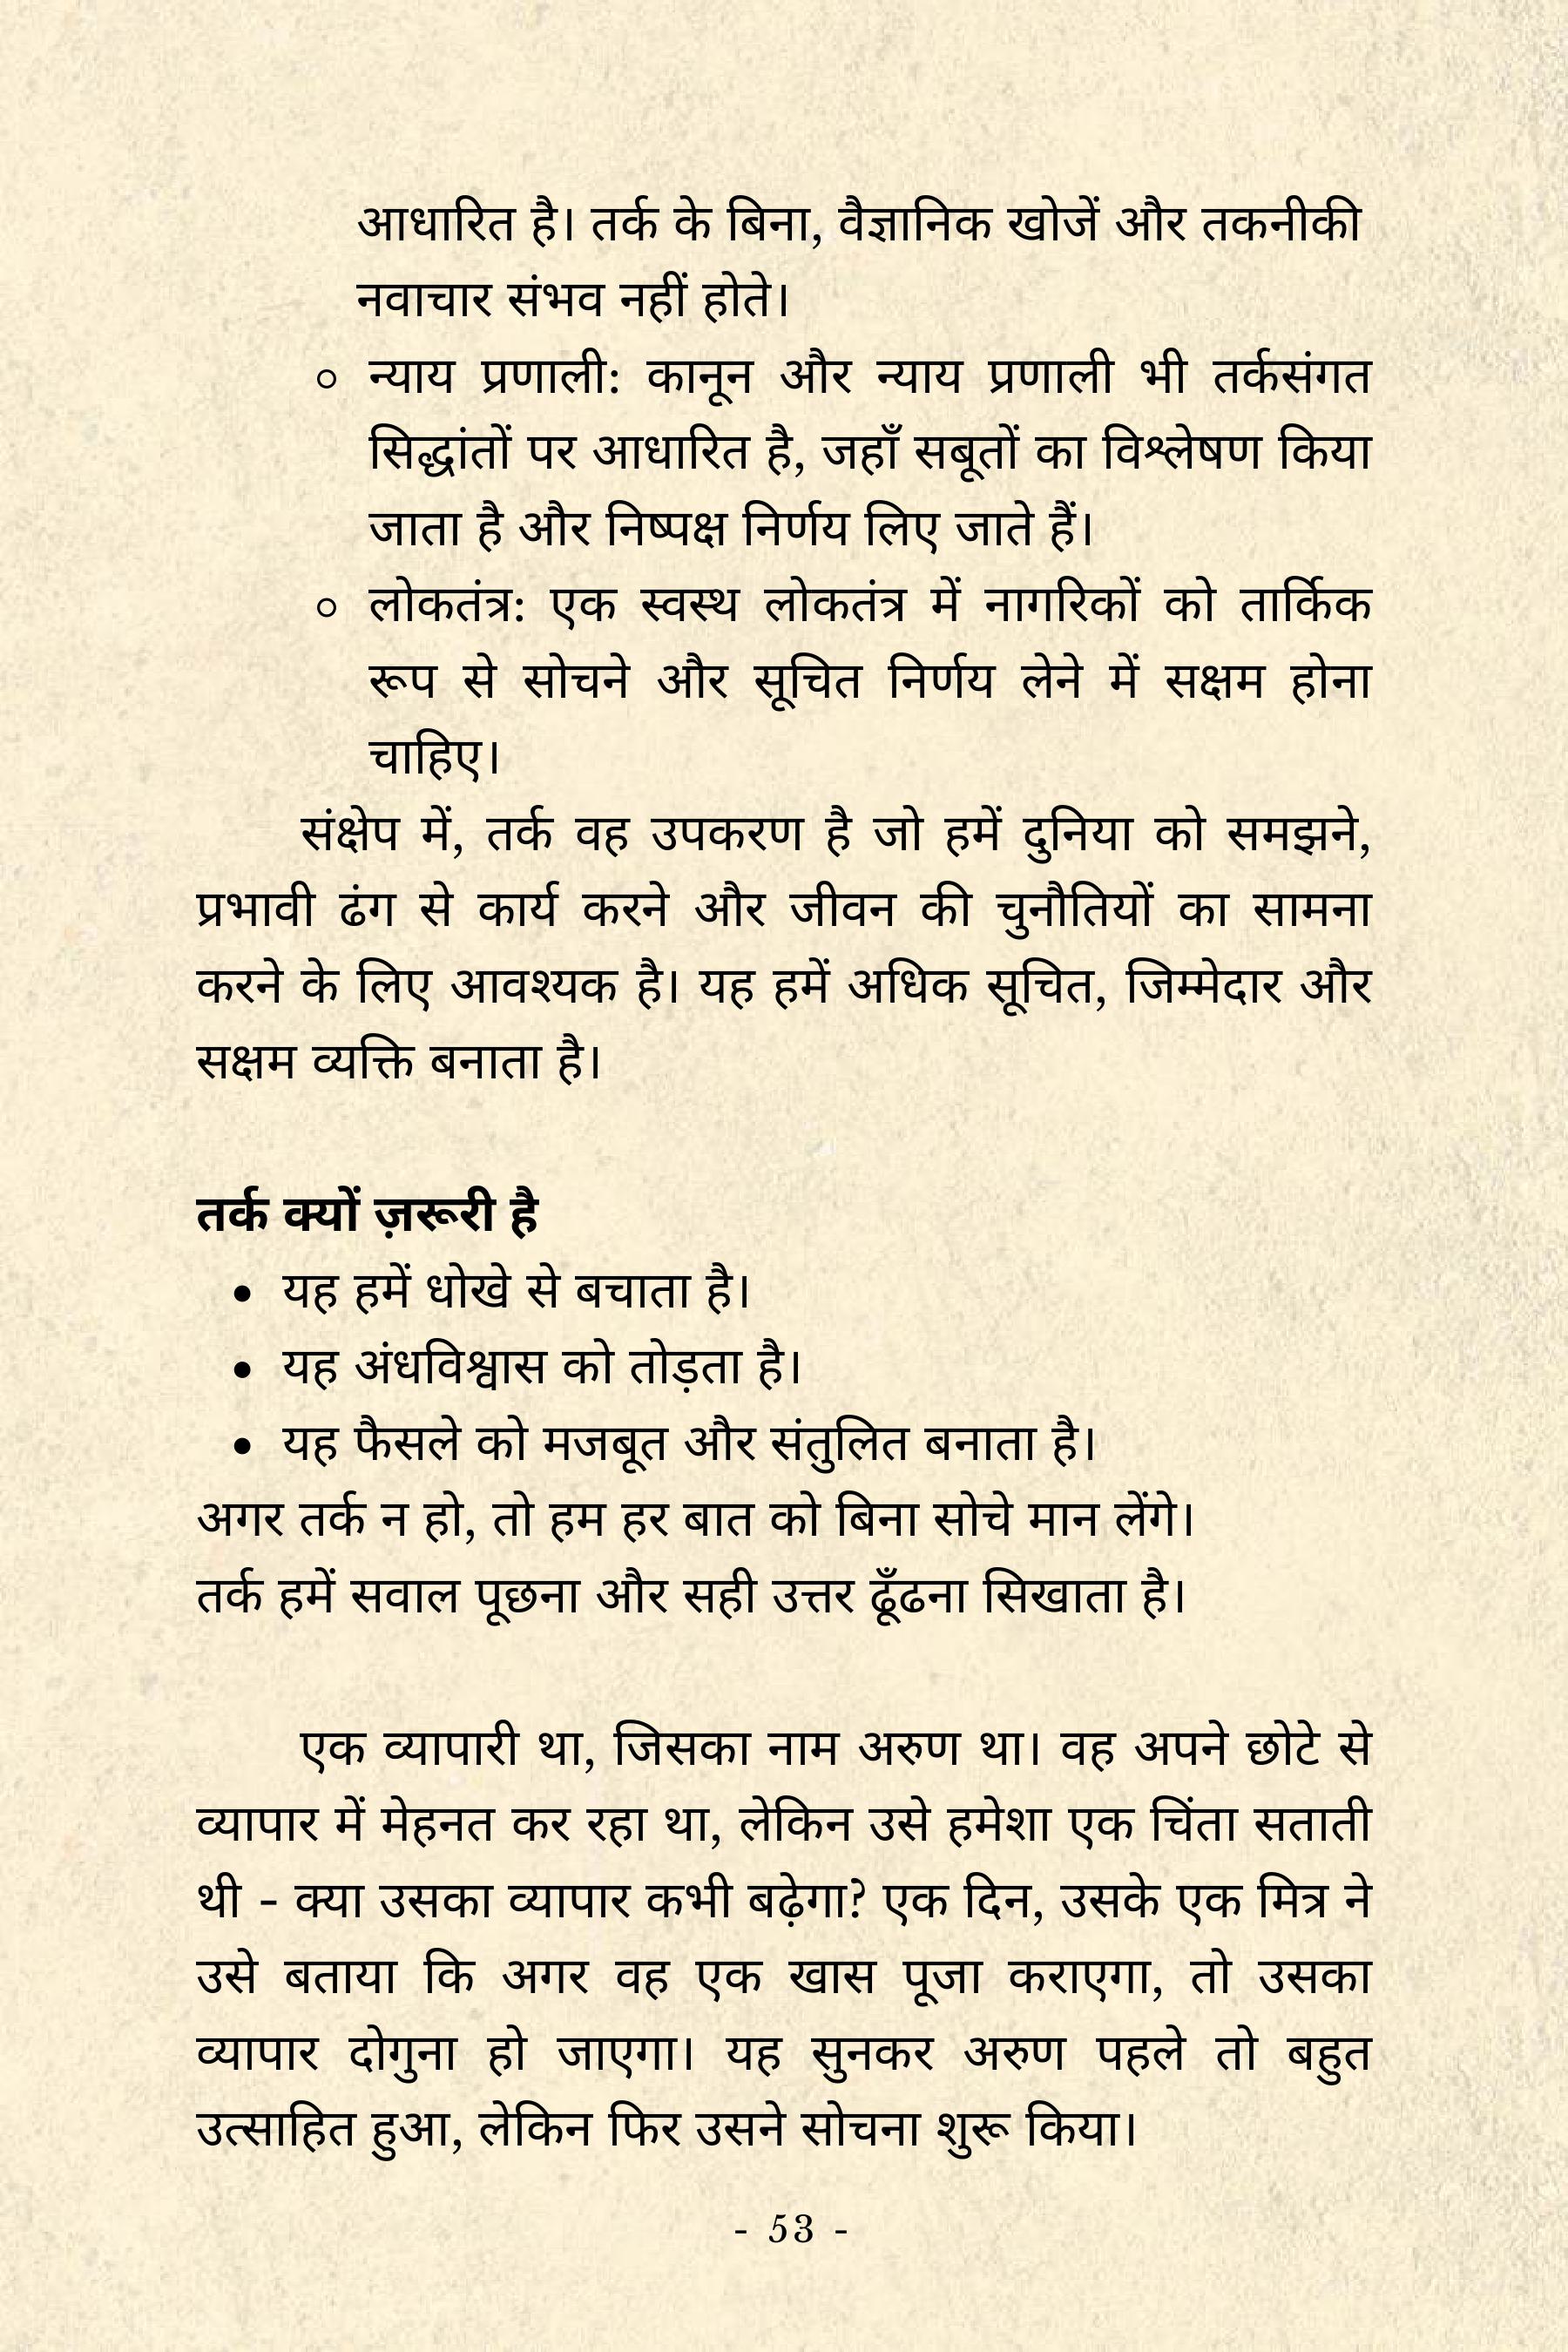 आधारित है। तर्क के बिना, वैज्ञानिक खोजें और तकनीकी
नवाचार संभव नहीं होते।
○ न्याय प्रणाली: कानून और न्याय प्रणाली भी तर्कसंगत
सिद्धांतों पर आधारित है, जहाँ सबूतों का विश्लेषण किया
जाता है और निष्पक्ष निर्णय लिए जाते हैं।
○ लोकतंत्र: एक स्वस्थ लोकतंत्र में नागरिकों को तार्किक
रूप से सोचने और सूचित निर्णय लेने में सक्षम होना
चाहिए।
संक्षेप में, तर्क वह उपकरण है जो हमें दुनिया को समझने,
प्रभावी ढंग से कार्य करने और जीवन की चुनौतियों का सामना
करने के लिए आवश्यक है। यह हमें अधिक सूचित, जिम्मेदार और
सक्षम व्यक्ति बनाता है।
तर्क क्यों ज़रूरी है
• यह हमें धोखे से बचाता है।
• यह अंधविश्वास को तोड़ता है।
• यह फैसले को मजबूत और संतुलित बनाता है।
अगर तर्क न हो, तो हम हर बात को बिना सोचे मान लेंगे।
तर्क हमें सवाल पूछना और सही उत्तर ढूँढना सिखाता है।
एक व्यापारी था, जिसका नाम अरुण था। वह अपने छोटे से
व्यापार में मेहनत कर रहा था, लेकिन उसे हमेशा एक चिंता सताती
थी - क्या उसका व्यापार कभी बढ़ेगा? एक दिन, उसके एक मित्र ने
उसे बताया कि अगर वह एक खास पूजा कराएगा, तो उसका
व्यापार दोगुना हो जाएगा। यह सुनकर अरुण पहले तो बहुत
उत्साहित हुआ, लेकिन फिर उसने सोचना शुरू किया।
- 53 -